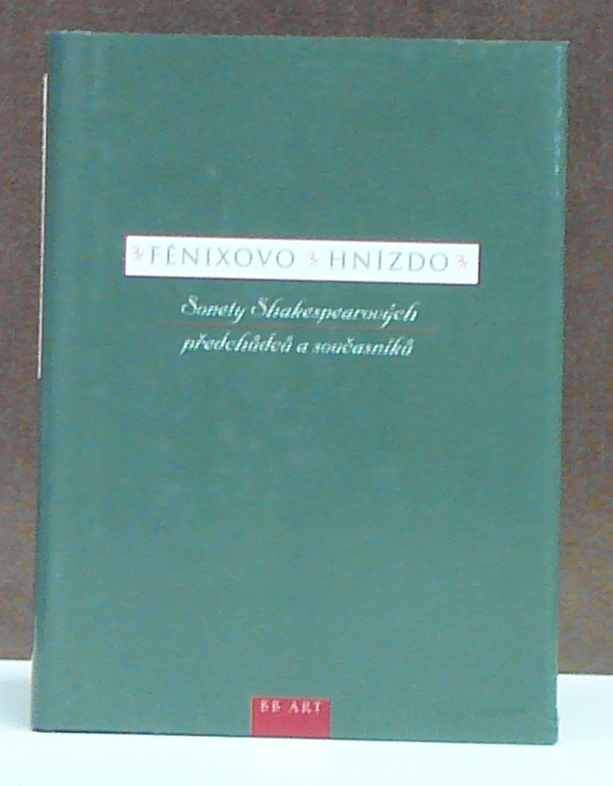 FÉNIXOVO HNÍZDO
Sonety Shakespearových
předchůdců a současníků
BB ART